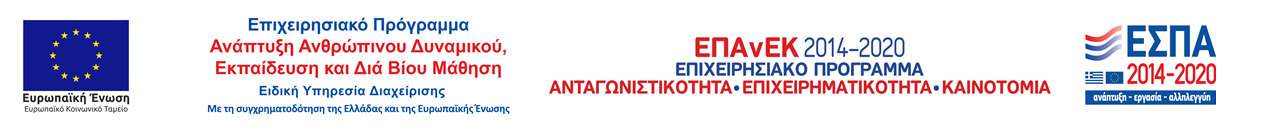 Ευρωπαϊκή Ένωση
Ευρωπαϊκό Κοινωνικό Ταμείο
Επιχειρησιακό Πρόγραμμα
Ανάπτυξη Ανθρώπινου Δυναμικού,
Εκπαίδευση και Διά Βίου Μάθηση
Ειδική Υπηρεσία Διαχείρισης
Με τη συγχρηματοδότηση της Ελλάδας και της Ευρωπαϊκής Ένωσης
ΕΠΑνΕΚ 2014–2020
ΕΠΙΧΕΙΡΗΣΙΑΚΟ ΠΡΟΓΡΑΜΜΑ
ΑΝΤΑΓΩΝΙΣΤΙΚΟΤΗΤΑ•ΕΠΙΧΕΙΡΗΜΑΤΙΚΟΤΗΤΑ•ΚΑΙΝΟΤΟΜΙΑ
ΕΣΠΑ
2014-2020
ανάπτυξη - εργασία - αλληλεγγύη